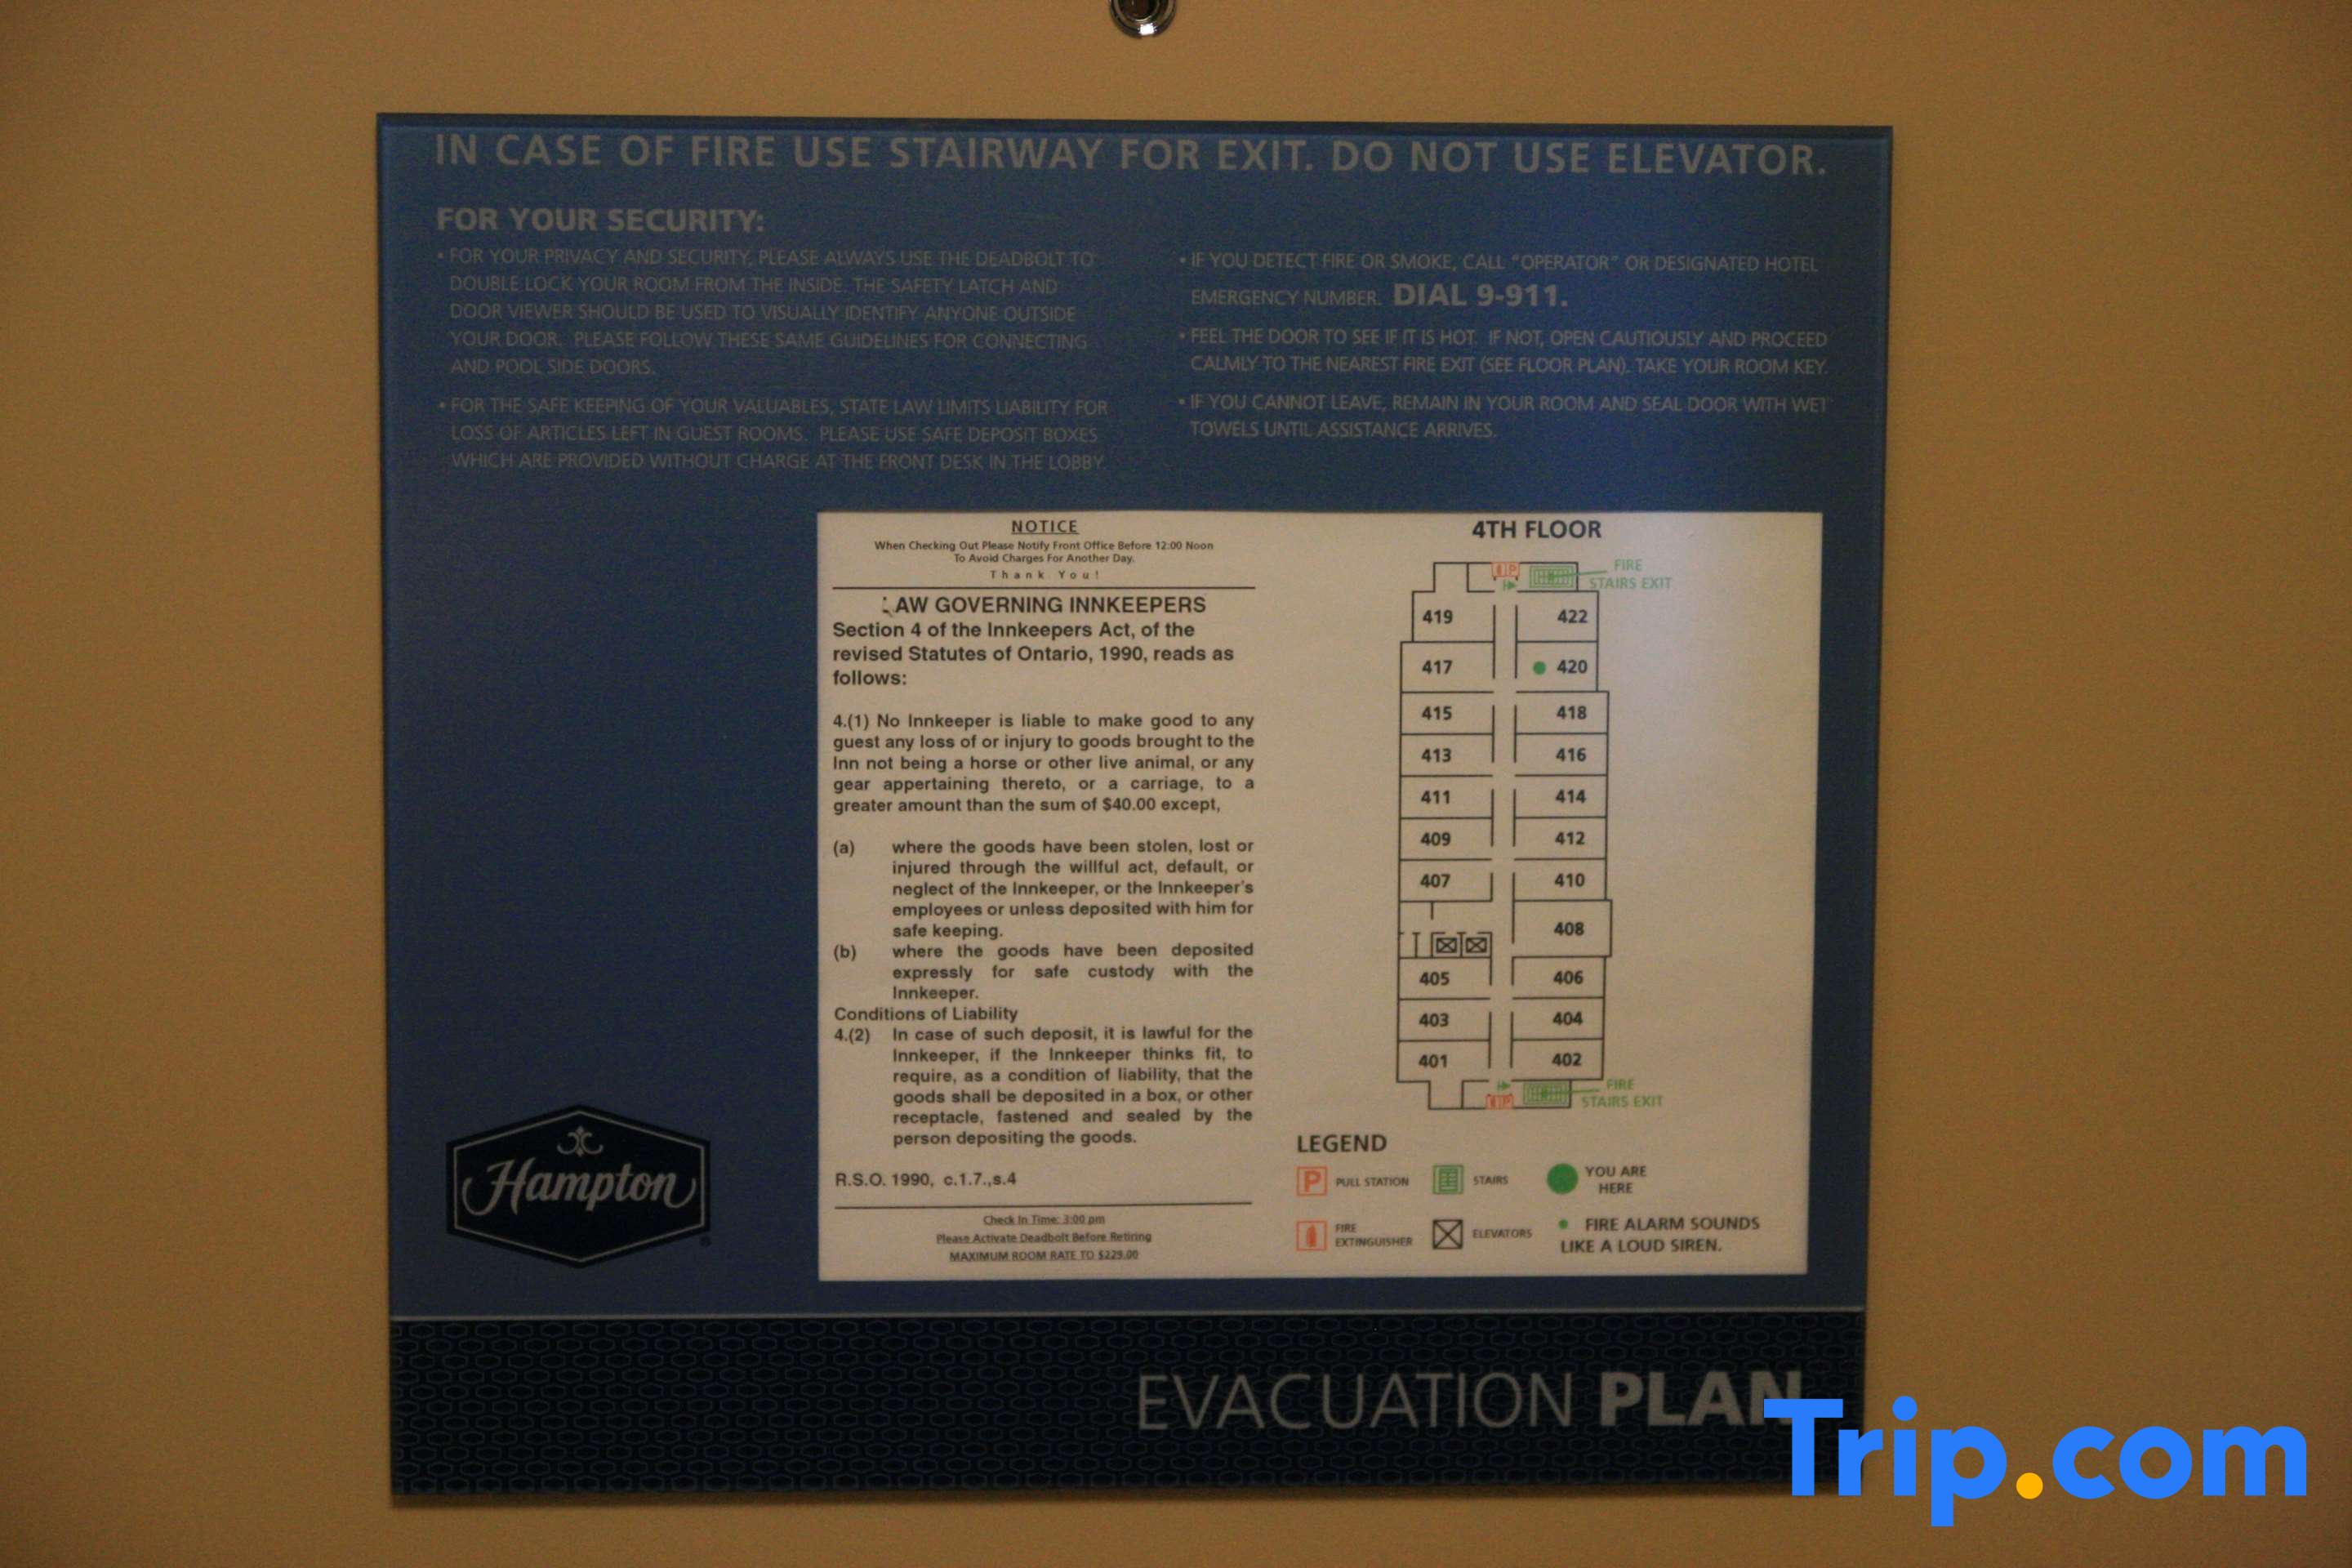 IN CASE OF FIRE USE STAIRWAY FOR EXIT. DO NOT USE ELEVATOR.
FOR YOUR SECURITY:
• FOR YOUR PRIVACY AND SECURITY, PLEASE ALWAYS USE THE DEADBOLT TO
DOUBLE LOCK YOUR ROOM FROM THE INSIDE. THE SAFETY LATCH AND
DOOR VIEWER SHOULD BE USED TO VISUALLY IDENTIFY ANYONE OUTSIDE
YOUR DOOR. PLEASE FOLLOW THESE SAME GUIDELINES FOR CONNECTING
AND POOL SIDE DOORS.
• FOR THE SAFE KEEPING OF YOUR VALUABLES, STATE LAW LIMITS LIABILITY FOR
LOSS OF ARTICLES LEFT IN GUEST ROOMS. PLEASE USE SAFE DEPOSIT BOXES
WHICH ARE PROVIDED WITHOUT CHARGE AT THE FRONT DESK IN THE LOBBY.
• IF YOU DETECT FIRE OR SMOKE, CALL "OPERATOR" OR DESIGNATED HOTEL
EMERGENCY NUMBER. DIAL 9-911.
• FEEL THE DOOR TO SEE IF IT IS HOT. IF NOT, OPEN CAUTIOUSLY AND PROCEED
CALMLY TO THE NEAREST FIRE EXIT (SEE FLOOR PLAN). TAKE YOUR ROOM KEY.
• IF YOU CANNOT LEAVE, REMAIN IN YOUR ROOM AND SEAL DOOR WITH WET
TOWELS UNTIL ASSISTANCE ARRIVES.
NOTICE
When Checking Out Please Notify Front Office Before 12:00 Noon
To Avoid Charges For Another Day.
Thank You!
LAW GOVERNING INNKEEPERS
Section 4 of the Innkeepers Act, of the
revised Statutes of Ontario, 1990, reads as
follows:
4.(1) No Innkeeper is liable to make good to any
guest any loss of or injury to goods brought to the
Inn not being a horse or other live animal, or any
gear appertaining thereto, or a carriage, to a
greater amount than the sum of $40.00 except,
(a) where the goods have been stolen, lost or
injured through the willful act, default, or
neglect of the Innkeeper, or the Innkeeper's
employees or unless deposited with him for
safe keeping.
(b) where the goods have been deposited
expressly for safe custody with the
Innkeeper.
Conditions of Liability
4.(2) In case of such deposit, it is lawful for the
Innkeeper, if the Innkeeper thinks fit, to
require, as a condition of liability, that the
goods shall be deposited in a box, or other
receptacle, fastened and sealed by the
person depositing the goods.
R.S.O. 1990, c.1.7.,s.4
Check In Time: 3:00 pm
Please Activate Deadbolt Before Retiring
MAXIMUM ROOM RATE TO $229.00
4TH FLOOR
P
FIRE
STAIRS EXIT
419 422
417 420
415 418
413 416
411 414
409 412
407 410
408
405 406
403 404
401 402
P
FIRE
STAIRS EXIT
LEGEND
P PULL STATION
STAIRS
YOU ARE
HERE
FIRE
EXTINGUISHER
ELEVATORS
• FIRE ALARM SOUNDS
LIKE A LOUD SIREN.
Hampton
®
EVACUATION PLAN
Trip.com